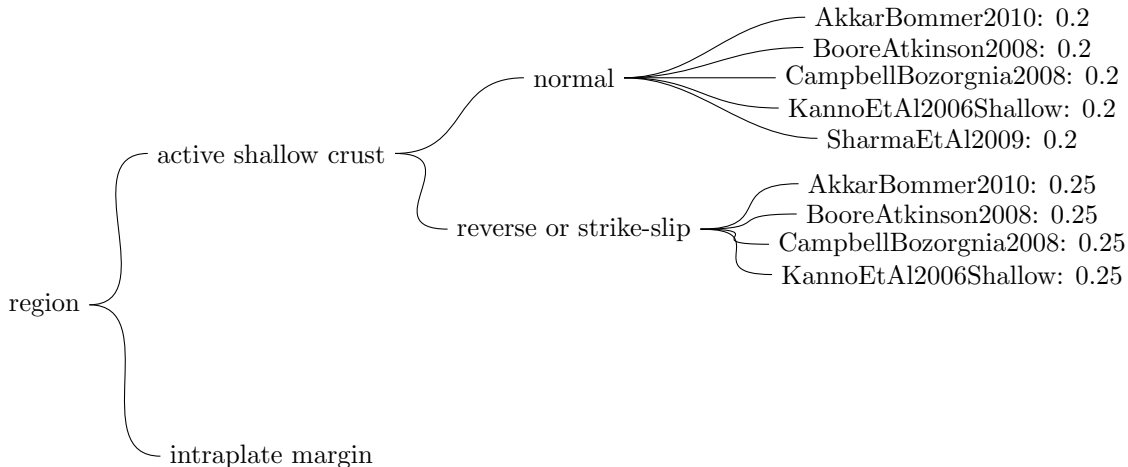 AkkarBommer2010: 0.2
BooreAtkinson2008: 0.2
normal
CampbellBozorgnia2008: 0.2
KannoEtAl2006Shallow: 0.2
SharmaEtAl2009: 0.2
active shallow crust
AkkarBommer2010: 0.25
BooreAtkinson2008: 0.25
reverse or strike-slip
CampbellBozorgnia2008: 0.25
KannoEtAl2006Shallow: 0.25
region
intraplate margin